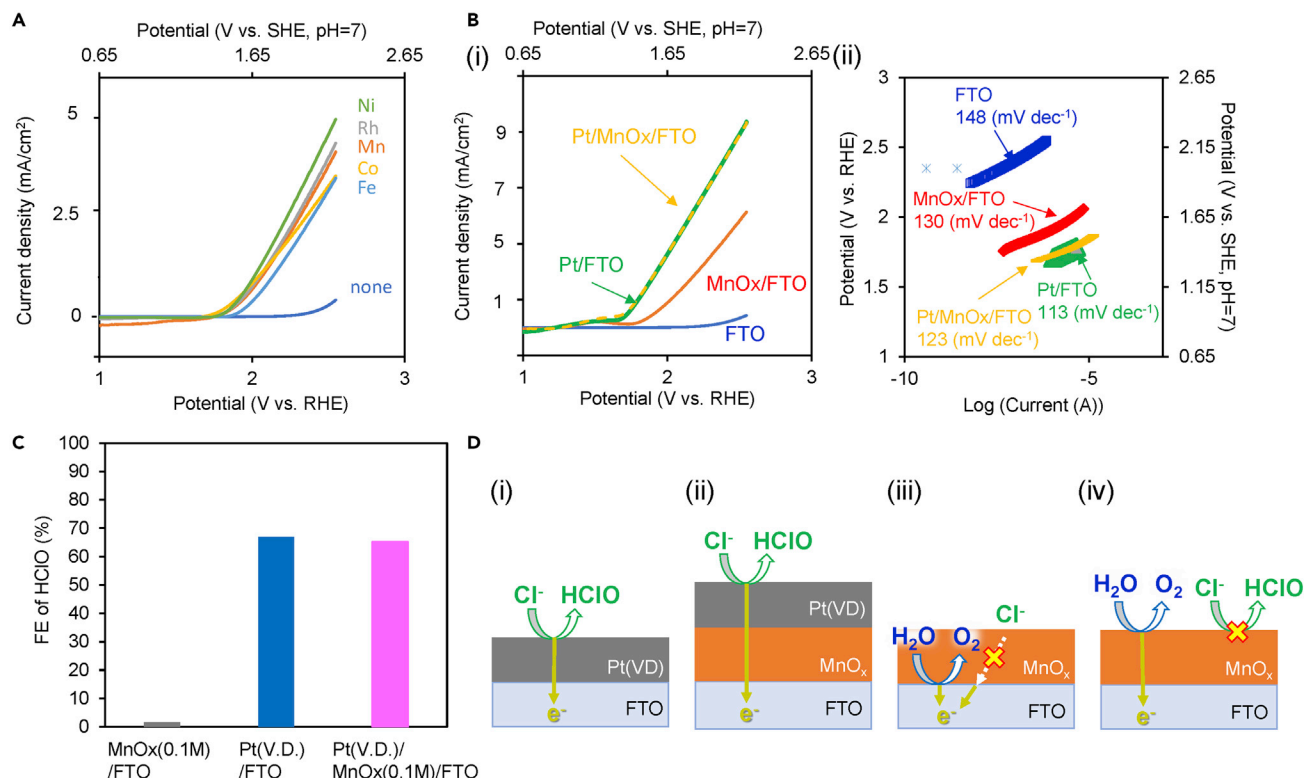 A
Potential (V vs. SHE, pH=7)
0.65 1.65 2.65
Current density (mA/cm²)
5
2.5
0
Ni
Rh
Mn
Co
Fe
none
1 2 3
Potential (V vs. RHE)
B
(i)
Potential (V vs. SHE, pH=7)
0.65 1.65 2.65
Current density (mA/cm²)
9
7
5
1
Pt/MnOx/FTO
Pt/FTO
MnOx/FTO
FTO
1 2 3
Potential (V vs. RHE)
(ii)
Potential (V vs. RHE)
3
2.5
2
1.5
1
FTO
148 (mV dec⁻¹)
MnOx/FTO
130 (mV dec⁻¹)
Pt/FTO
113 (mV dec⁻¹)
Pt/MnOx/FTO
123 (mV dec⁻¹)
2.65
2.15
1.65
1.15
0.65
Potential (V vs. SHE, pH=7)
-10 -5
Log (Current (A))
C
FE of HClO (%)
100
90
80
70
60
50
40
30
20
10
0
MnOx(0.1M)
/FTO
Pt(V.D.)
/FTO
Pt(V.D.)/
MnOx(0.1M)/FTO
D
(i)
Cl⁻ HClO
Pt(VD)
FTO
e⁻
(ii)
Cl⁻ HClO
Pt(VD)
MnOₓ
FTO
e⁻
(iii)
Cl⁻
H₂O O₂
MnOₓ
FTO
e⁻
(iv)
H₂O O₂
Cl⁻ HClO
MnOₓ
FTO
e⁻